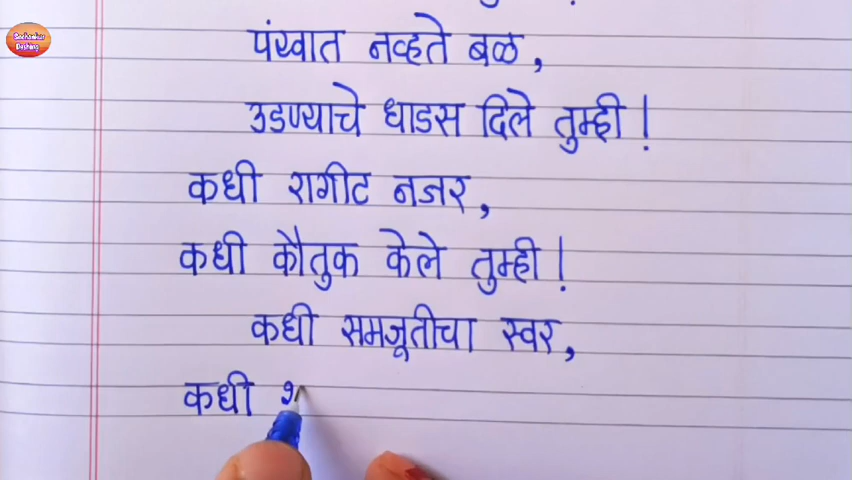 पंखात नव्हते बळ,
उडण्याचे धाडस दिले तुम्ही!
कधी रागीट नजर,
कधी कौतुक केले तुम्ही!
कधी समजूतीचा स्वर,
कधी